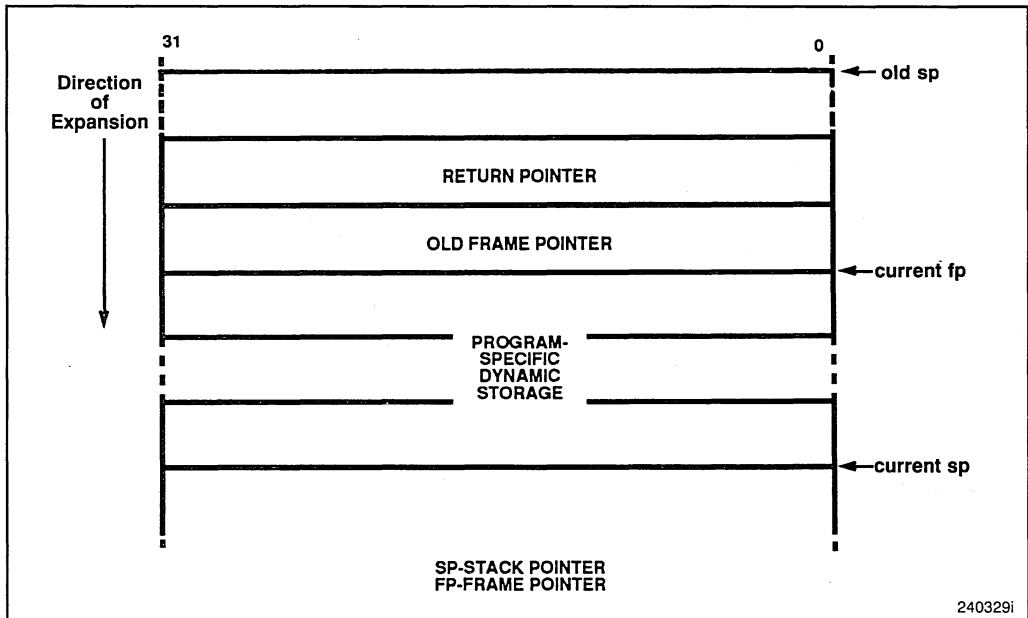 31
0
old sp
Direction
of
Expansion
RETURN POINTER
OLD FRAME POINTER
current fp
PROGRAM-
SPECIFIC
DYNAMIC
STORAGE
current sp
SP-STACK POINTER
FP-FRAME POINTER
240329i